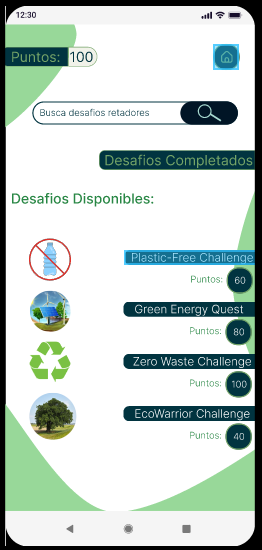 12:30
Puntos: 100
Busca desafios retadores
Desafios Completados
Desafios Disponibles:
Plastic-Free Challenge
Puntos: 60
Green Energy Quest
Puntos: 80
Zero Waste Challenge
Puntos: 100
EcoWarrior Challenge
Puntos: 40